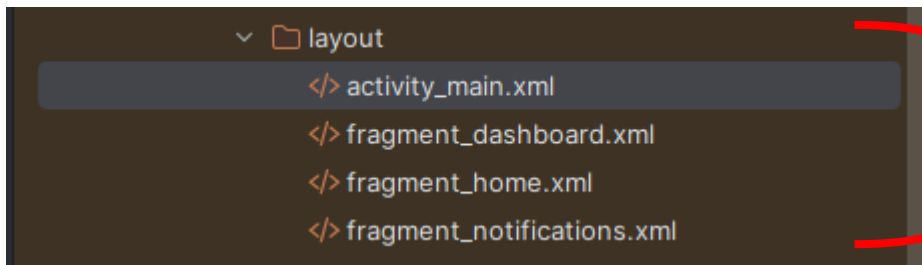 layout
</> activity_main.xml
</> fragment_dashboard.xml
</> fragment_home.xml
</> fragment_notifications.xml